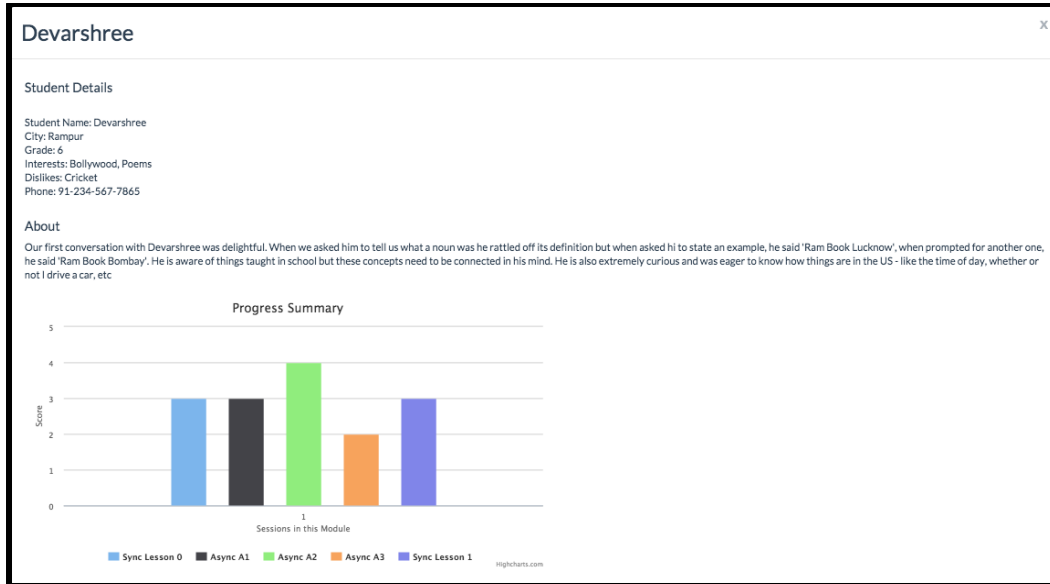 Devarshree
x
Student Details
Student Name: Devarshree
City: Rampur
Grade: 6
Interests: Bollywood, Poems
Dislikes: Cricket
Phone: 91-234-567-7865
About
Our first conversation with Devarshree was delightful. When we asked him to tell us what a noun was he rattled off its definition but when asked hi to state an example, he said 'Ram Book Lucknow', when prompted for another one,
he said 'Ram Book Bombay'. He is aware of things taught in school but these concepts need to be connected in his mind. He is also extremely curious and was eager to know how things are in the US - like the time of day, whether or
not I drive a car, etc
Progress Summary
5
4
3
2
1
0
Score
1
Sessions in this Module
Sync Lesson 0 Async A1 Async A2 Async A3 Sync Lesson 1
Highcharts.com